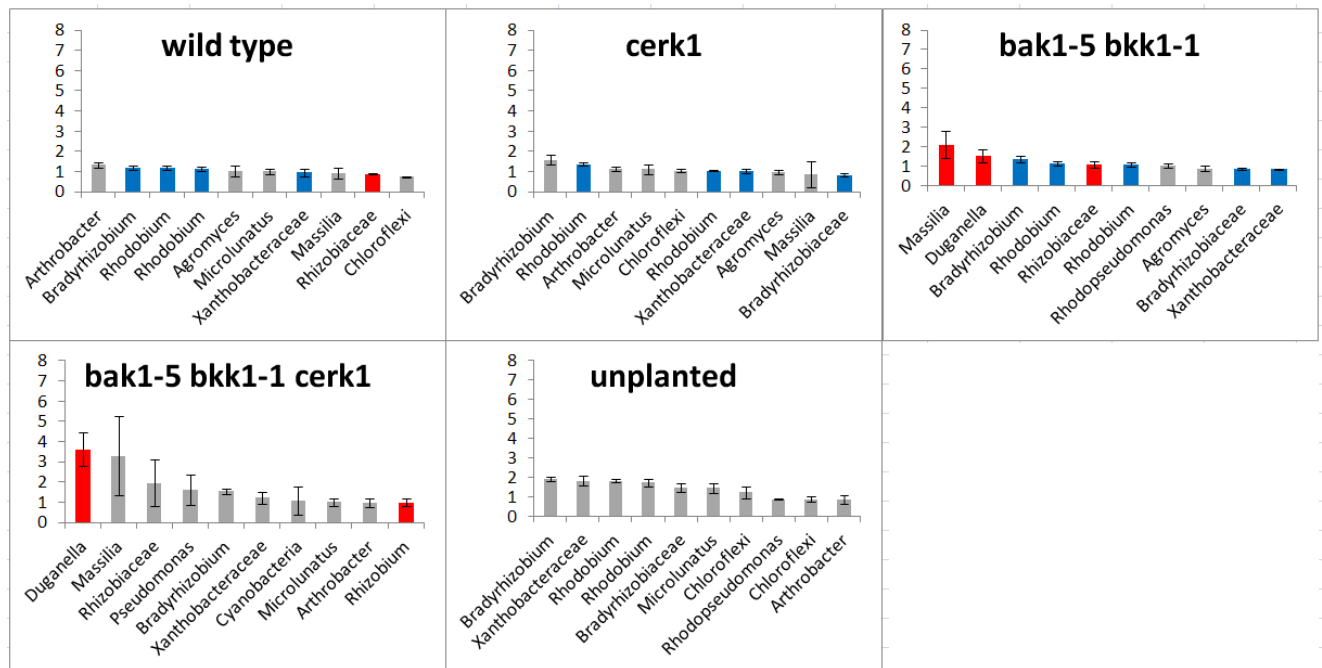 wild type
8
7
6
5
4
3
2
1
0
Arthrobacter
Bradyrhizobium
Rhodobium
Rhodobium
Agromyces
Microlunatus
Xanthobacteraceae
Massilia
Rhizobiaceae
Chloroflexi
cerk1
8
7
6
5
4
3
2
1
0
Bradyrhizobium
Rhodobium
Arthrobacter
Microlunatus
Chloroflexi
Rhodobium
Xanthobacteraceae
Agromyces
Massilia
Bradyrhizobiaceae
bak1-5 bkk1-1
8
7
6
5
4
3
2
1
0
Massilia
Duganella
Bradyrhizobium
Rhodobium
Rhizobiaceae
Rhodobium
Rhodopseudomonas
Agromyces
Bradyrhizobiaceae
Xanthobacteraceae
bak1-5 bkk1-1 cerk1
8
7
6
5
4
3
2
1
0
Duganella
Massilia
Rhizobiaceae
Pseudomonas
Bradyrhizobium
Xanthobacteraceae
Cyanobacteria
Microlunatus
Arthrobacter
Rhizobium
unplanted
8
7
6
5
4
3
2
1
0
Bradyrhizobium
Xanthobacteraceae
Rhodobium
Rhodobium
Bradyrhizobiaceae
Microlunatus
Chloroflexi
Rhodopseudomonas
Chloroflexi
Arthrobacter